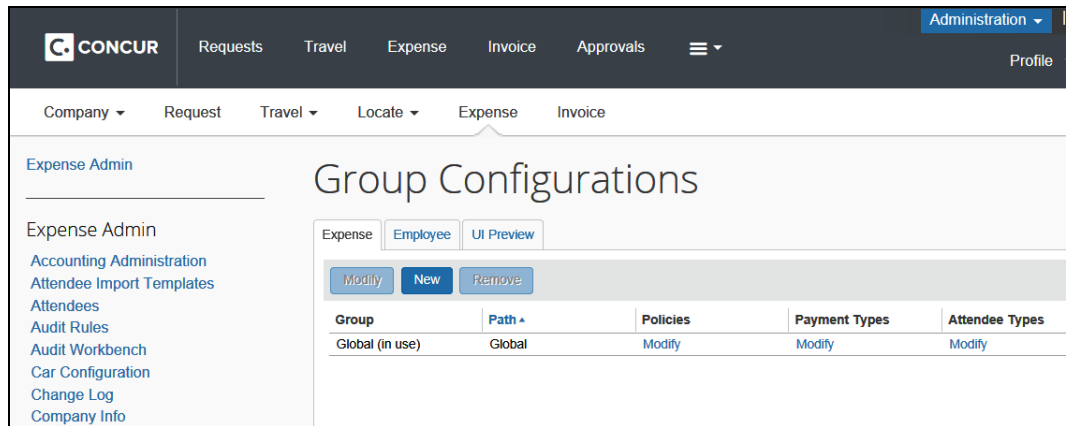 Administration
C. CONCUR Requests Travel Expense Invoice Approvals
Profile
Company Request Travel Locate Expense Invoice
Expense Admin
Group Configurations
Expense Admin
Expense Employee UI Preview
Accounting Administration
Attendee Import Templates
Attendees
Audit Rules
Audit Workbench
Car Configuration
Change Log
Company Info
Modify New Remove
Group Path Policies Payment Types Attendee Types
Global (in use) Global Modify Modify Modify